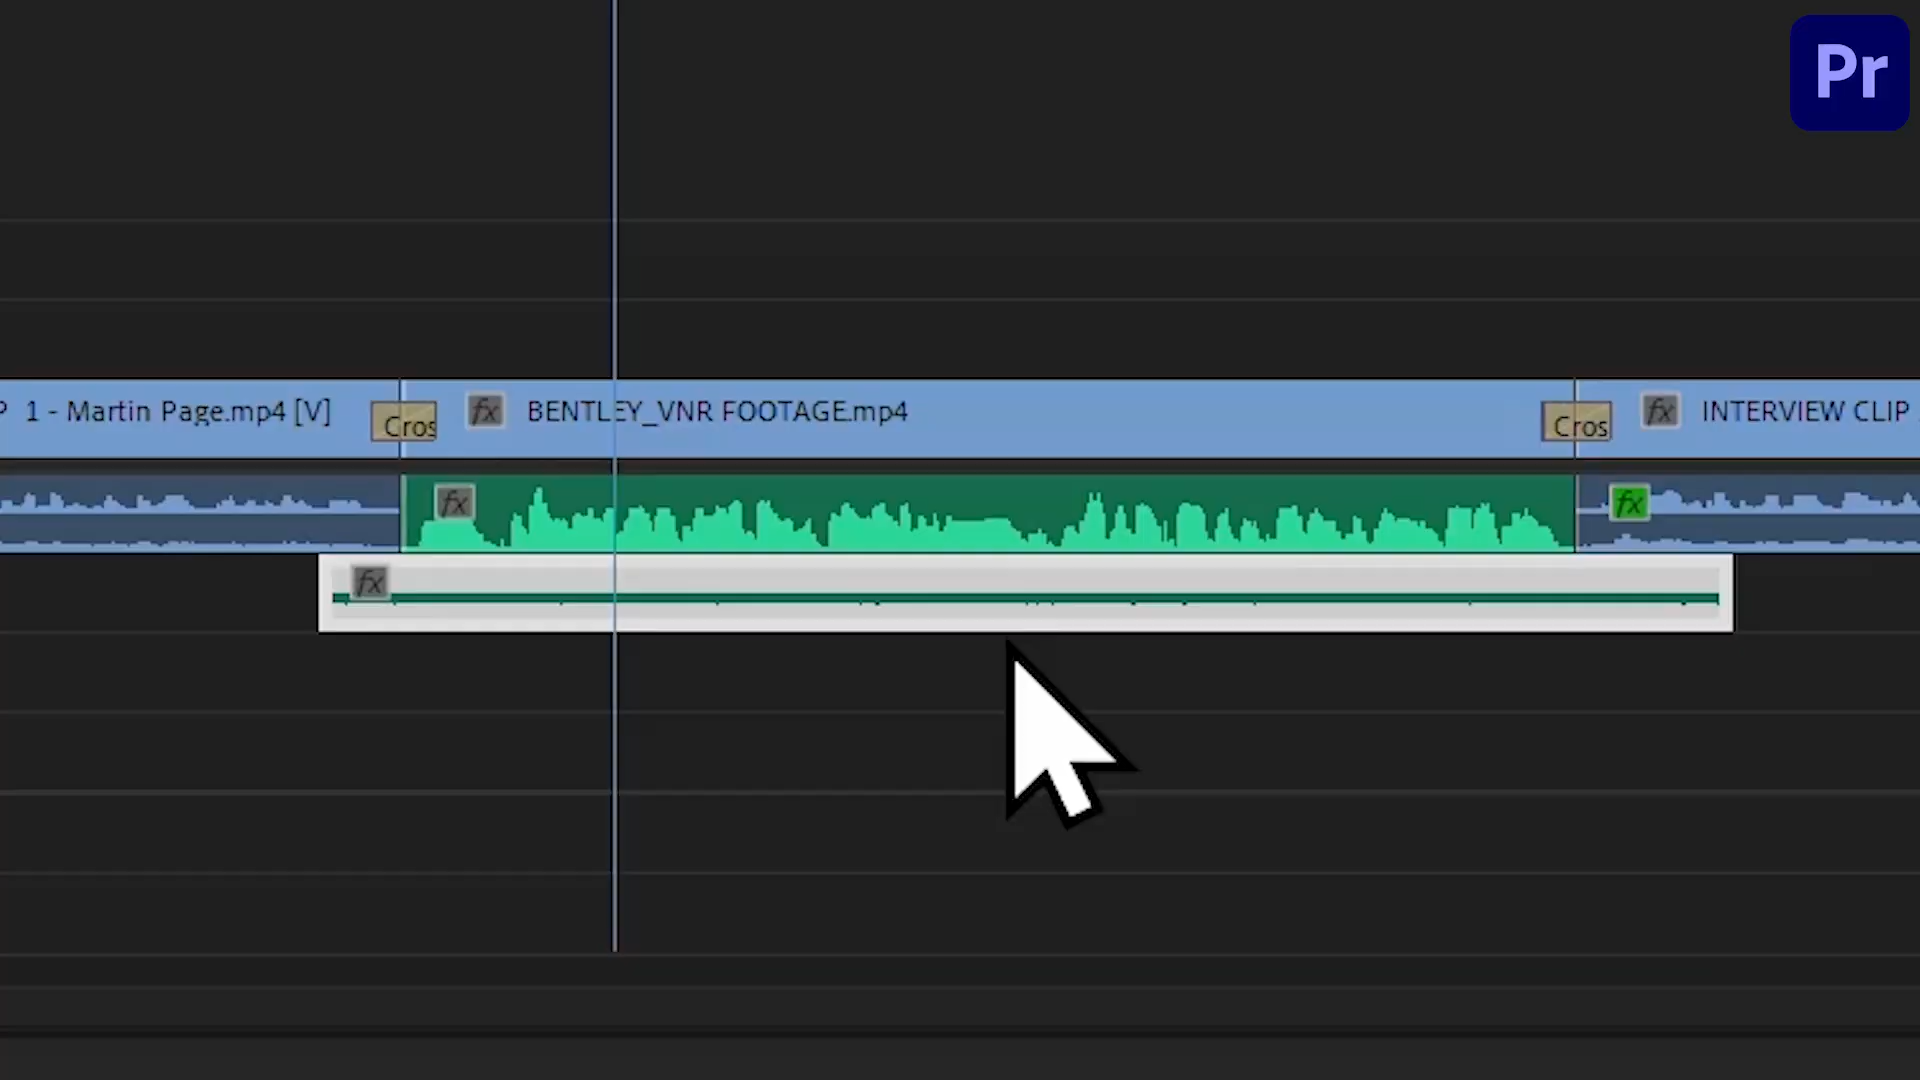 Pr
1 - Martin Page.mp4 [V]
Cros
fx
BENTLEY_VNR FOOTAGE.mp4
Cros
fx
INTERVIEW CLIP
fx
fx
fx